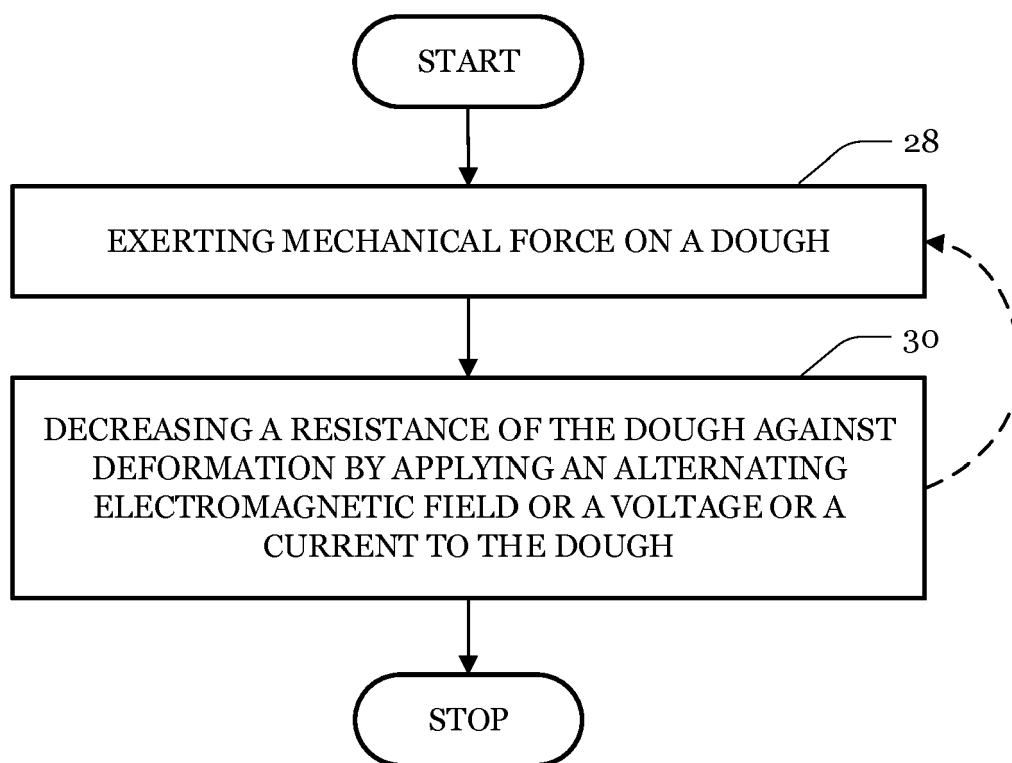 START
28
EXERTING MECHANICAL FORCE ON A DOUGH
30
DECREASING A RESISTANCE OF THE DOUGH AGAINST
DEFORMATION BY APPLYING AN ALTERNATING
ELECTROMAGNETIC FIELD OR A VOLTAGE OR A
CURRENT TO THE DOUGH
STOP